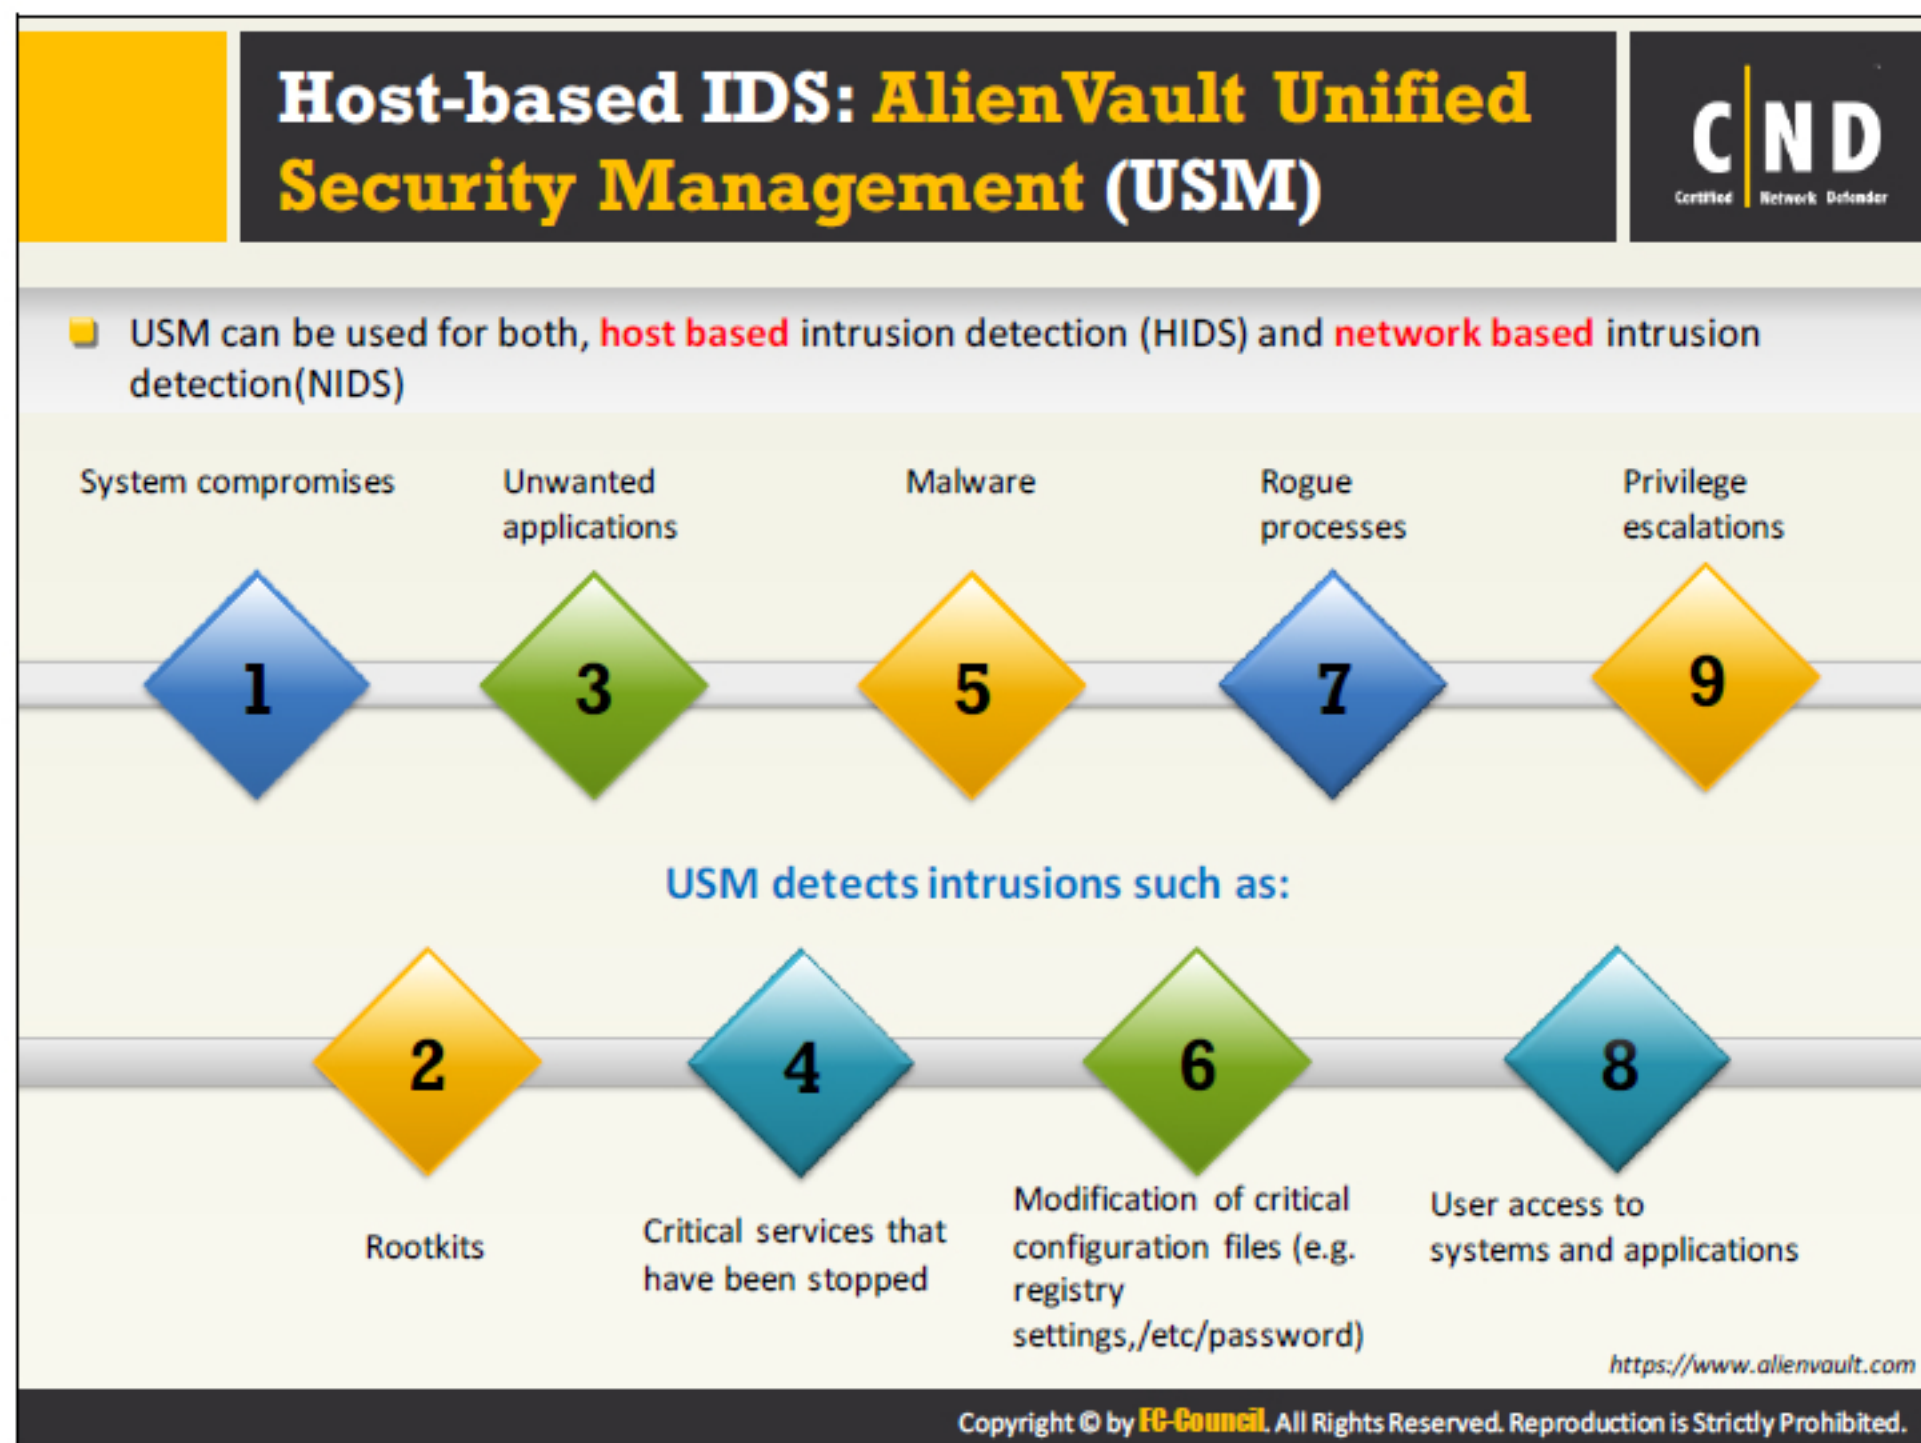 Host-based IDS: AlienVault Unified
Security Management (USM)
C|ND
Certified Network Defender
USM can be used for both, host based intrusion detection (HIDS) and network based intrusion
detection(NIDS)
System compromises
Unwanted
applications
Malware
Rogue
processes
Privilege
escalations
1
3
5
7
9
USM detects intrusions such as:
2
4
6
8
Rootkits
Critical services that
have been stopped
Modification of critical
configuration files (e.g.
registry
settings,/etc/password)
User access to
systems and applications
https://www.alienvault.com
Copyright © by EC-Council. All Rights Reserved. Reproduction is Strictly Prohibited.